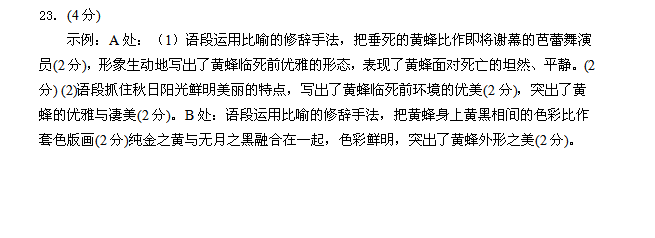 23. (4分)
示例：A处：（1）语段运用比喻的修辞手法，把垂死的黄蜂比作即将谢幕的芭蕾舞演
员(2分)，形象生动地写出了黄蜂临死前优雅的形态，表现了黄蜂面对死亡的坦然、平静。(2
分) (2)语段抓住秋日阳光鲜明美丽的特点，写出了黄蜂临死前环境的优美(2分)，突出了黄
蜂的优雅与凄美(2分)。B处：语段运用比喻的修辞手法，把黄蜂身上黄黑相间的色彩比作
套色版画(2分)纯金之黄与无月之黑融合在一起，色彩鲜明，突出了黄蜂外形之美(2分)。